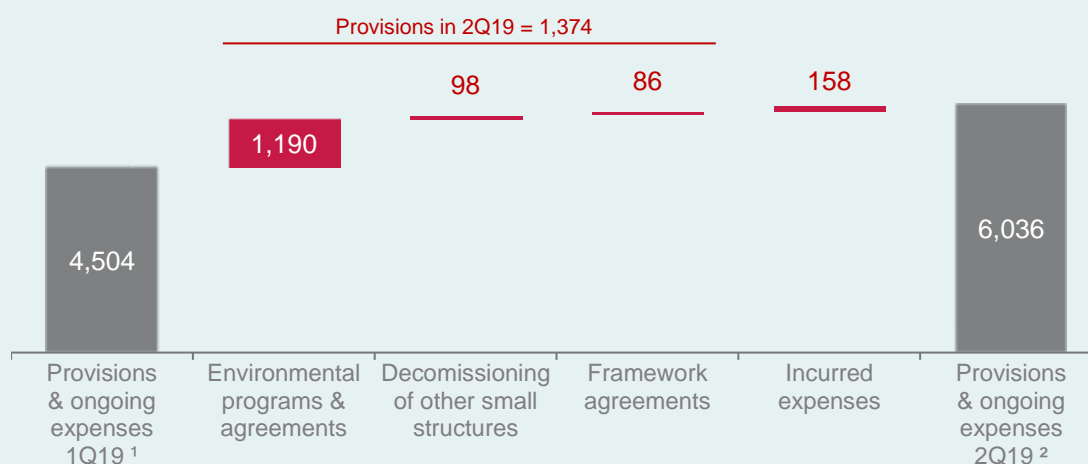 Provisions in 2Q19 = 1,374
98
86
158
1,190
4,504
6,036
Provisions
& ongoing
expenses
1Q19 ¹
Environmental
programs &
agreements
Decomissioning
of other small
structures
Framework
agreements
Incurred
expenses
Provisions
& ongoing
expenses
2Q19 ²